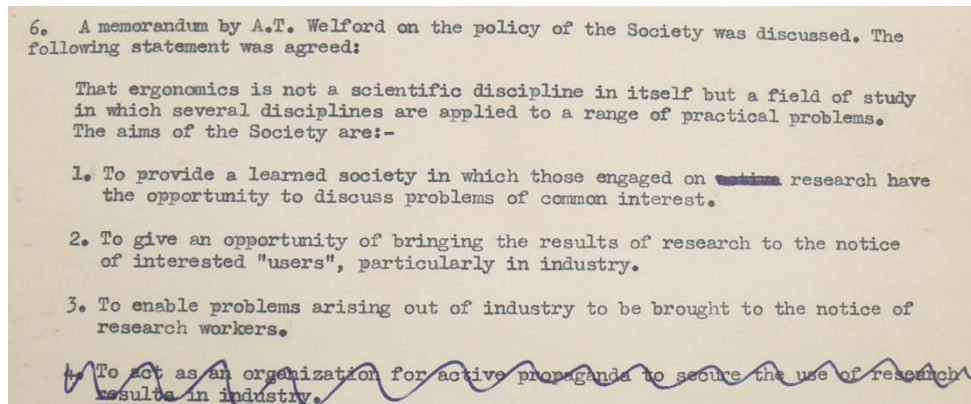 6. A memorandum by A.T. Welford on the policy of the Society was discussed. The
following statement was agreed:
That ergonomics is not a scientific discipline in itself but a field of study
in which several disciplines are applied to a range of practical problems.
The aims of the Society are:-
1. To provide a learned society in which those engaged on active research have
the opportunity to discuss problems of common interest.
2. To give an opportunity of bringing the results of research to the notice
of interested "users", particularly in industry.
3. To enable problems arising out of industry to be brought to the notice of
research workers.
4. To act as an organization for active propaganda to secure the use of research
results in industry.